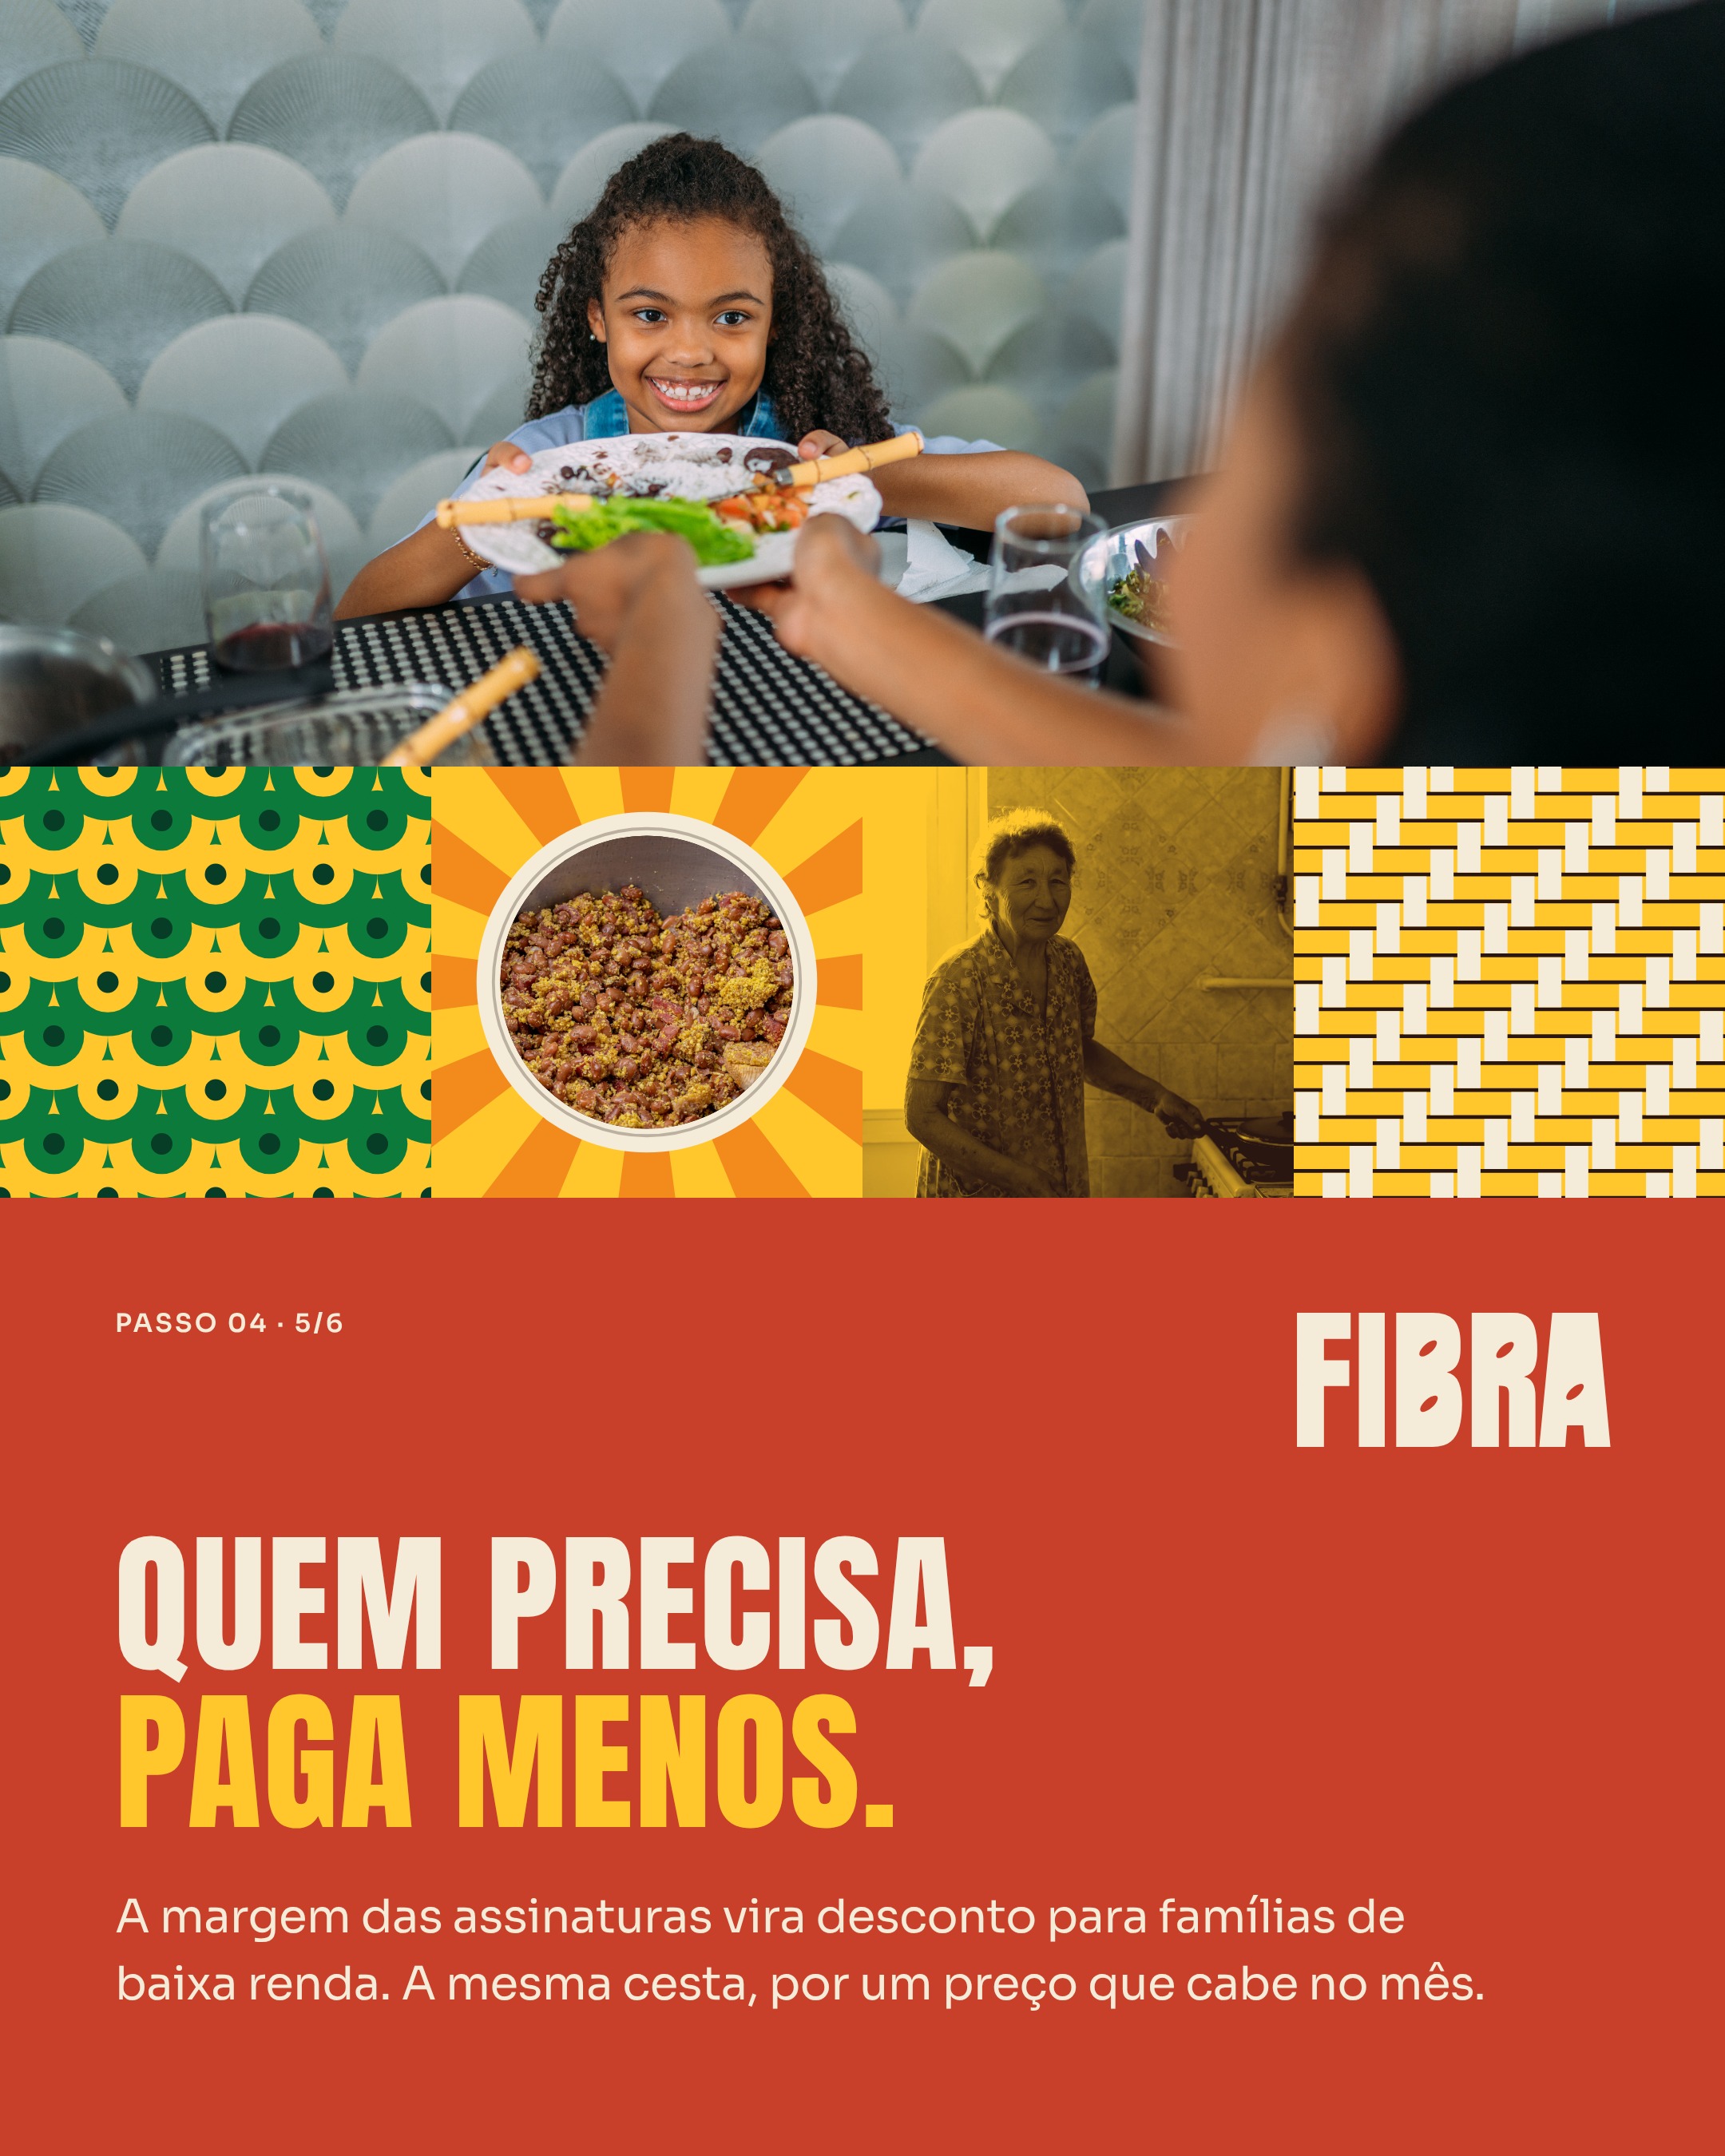 PASSO 04 · 5/6
FIBRA
QUEM PRECISA,
PAGA MENOS.
A margem das assinaturas vira desconto para famílias de
baixa renda. A mesma cesta, por um preço que cabe no mês.